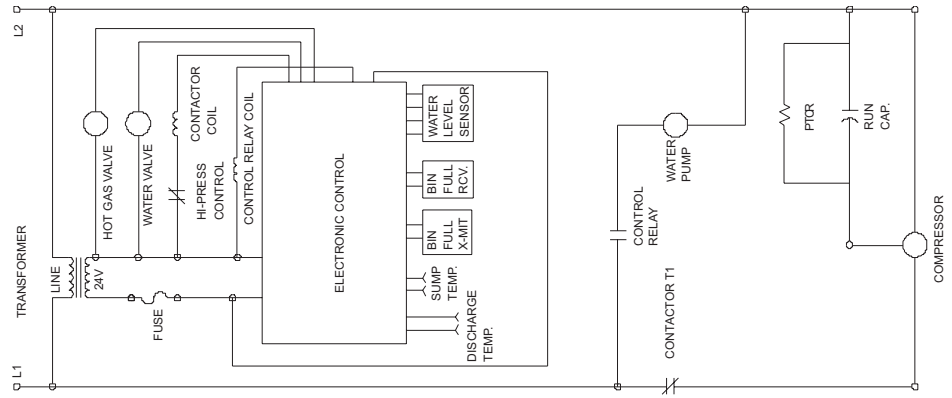 L1
L2
TRANSFORMER
LINE
24V
FUSE
HOT GAS VALVE
WATER VALVE
CONTACTOR
COIL
HI-PRESS
CONTROL
CONTROL RELAY COIL
ELECTRONIC CONTROL
DISCHARGE
TEMP.
SUMP
TEMP.
BIN
FULL
X-MIT
BIN
FULL
RCV.
WATER
LEVEL
SENSOR
CONTROL
RELAY
WATER
PUMP
CONTACTOR T1
PTCR
RUN
CAP.
COMPRESSOR